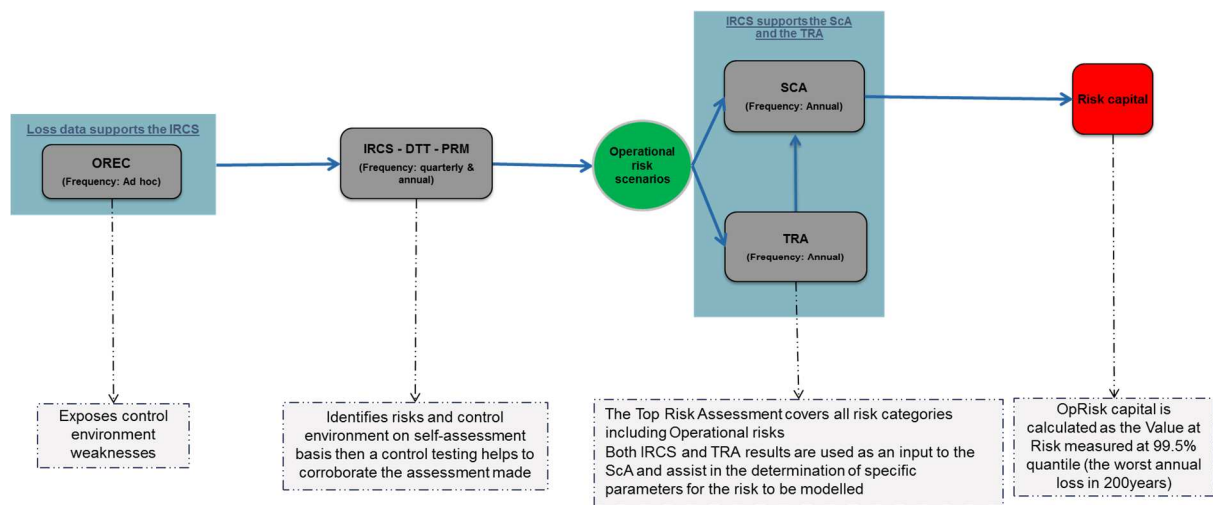 Loss data supports the IRCS
OREC
(Frequency: Ad hoc)
IRCS - DTT - PRM
(Frequency: quarterly &
annual)
Operational
risk
scenarios
IRCS supports the ScA
and the TRA
SCA
(Frequency: Annual)
TRA
(Frequency: Annual)
Risk capital
Exposes control
environment
weaknesses
Identifies risks and control
environment on self-assessment
basis then a control testing helps to
corroborate the assessment made
The Top Risk Assessment covers all risk categories
including Operational risks
Both IRCS and TRA results are used as an input to the
ScA and assist in the determination of specific
parameters for the risk to be modelled
OpRisk capital is
calculated as the Value at
Risk measured at 99.5%
quantile (the worst annual
loss in 200years)